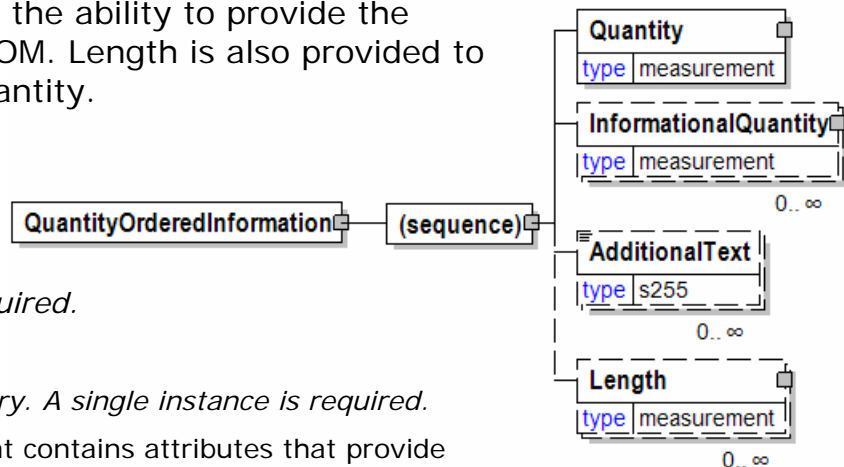 the ability to provide the
OM. Length is also provided to
antity.
Quantity
type measurement
InformationalQuantity
type measurement
0.. ∞
QuantityOrderedInformation
(sequence)
AdditionalText
type s255
0.. ∞
uired.
Length
type measurement
0.. ∞
ry. A single instance is required.
t contains attributes that provide